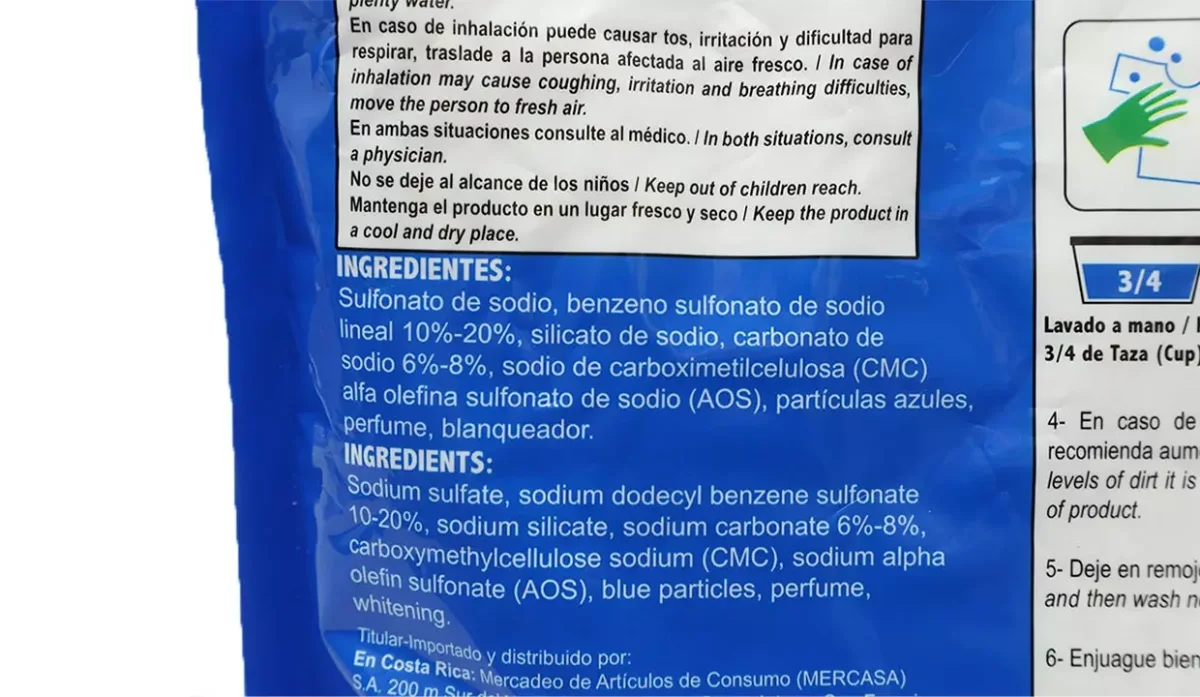 plenty water.
En caso de inhalación puede causar tos, irritación y dificultad para
respirar, traslade a la persona afectada al aire fresco. / In case of
inhalation may cause coughing, irritation and breathing difficulties,
move the person to fresh air.
En ambas situaciones consulte al médico. / In both situations, consult
a physician.
No se deje al alcance de los niños / Keep out of children reach.
Mantenga el producto en un lugar fresco y seco / Keep the product in
a cool and dry place.
INGREDIENTES:
Sulfonato de sodio, benzeno sulfonato de sodio
lineal 10%-20%, silicato de sodio, carbonato de
sodio 6%-8%, sodio de carboximetilcelulosa (CMC)
alfa olefina sulfonato de sodio (AOS), partículas azules,
perfume, blanqueador.
INGREDIENTS:
Sodium sulfate, sodium dodecyl benzene sulfonate
10-20%, sodium silicate, sodium carbonate 6%-8%,
carboxymethylcellulose sodium (CMC), sodium alpha
olefin sulfonate (AOS), blue particles, perfume,
whitening.
Titular-Importado y distribuido por:
En Costa Rica: Mercadeo de Artículos de Consumo (MERCASA)
S.A. 200 m Sur
3/4
Lavado a mano /
3/4 de Taza (Cup)
4- En caso de
recomienda
levels of dirt it is
of product.
5- Deje en
and then wash
6- Enjuague bien